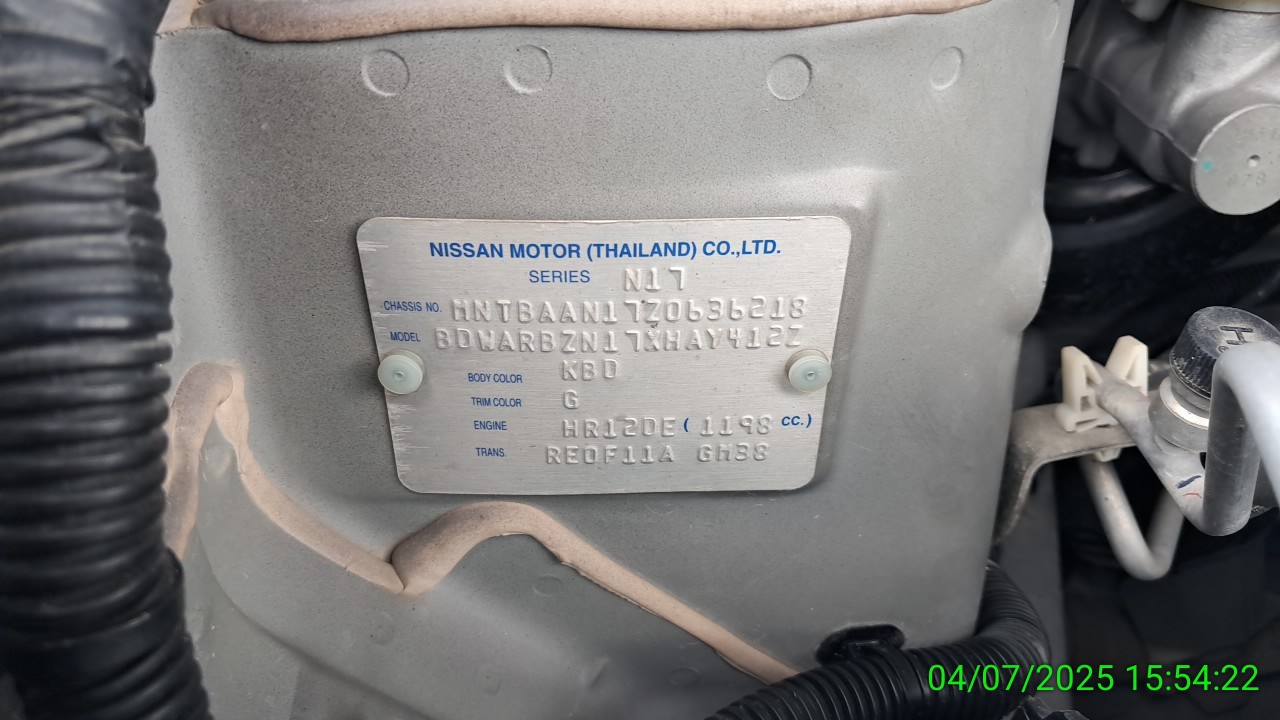 NISSAN MOTOR (THAILAND) CO.,LTD.
SERIES N17
CHASSIS NO. MNTBAAN17Z0636218
MODEL BDWARBZN17XHAY412Z
BODY COLOR KBD
TRIM COLOR G
ENGINE HR12DE ( 1198 CC.)
TRANS. RE0F11A GH38
H
04/07/2025 15:54:22